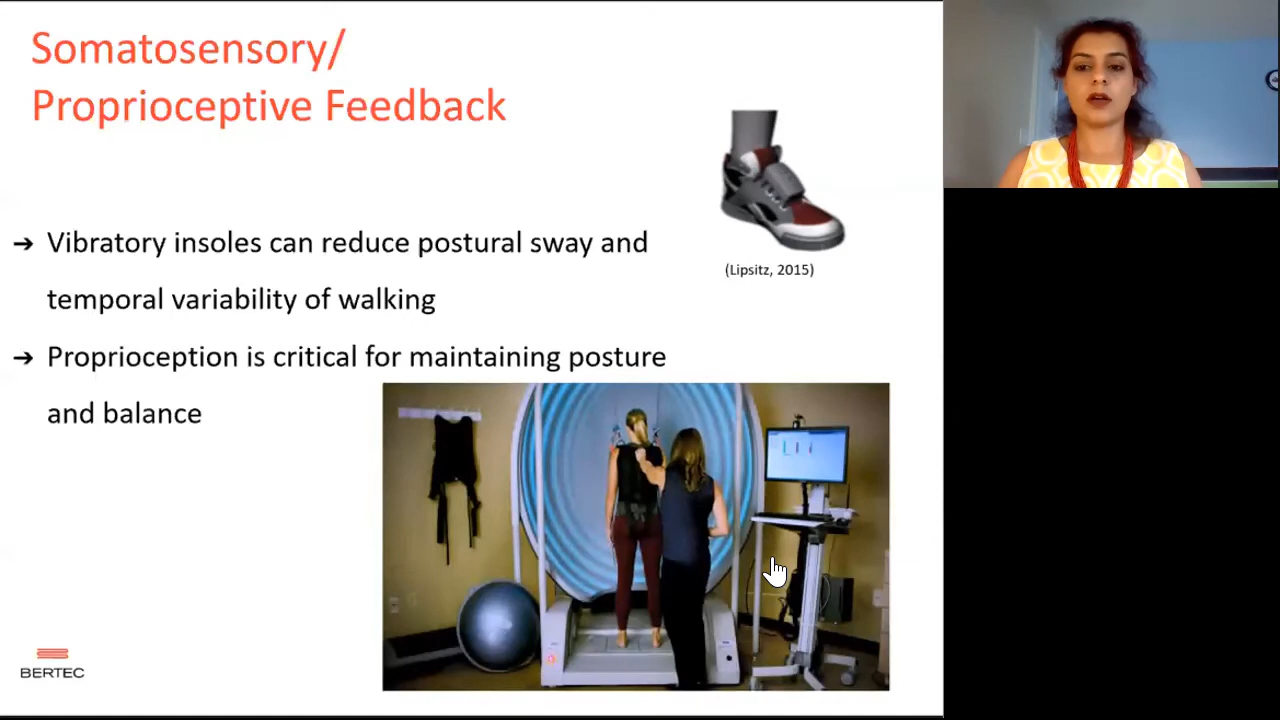 Somatosensory/
Proprioceptive Feedback
(Lipsitz, 2015)
➔ Vibratory insoles can reduce postural sway and
temporal variability of walking
➔ Proprioception is critical for maintaining posture
and balance
BERTEC